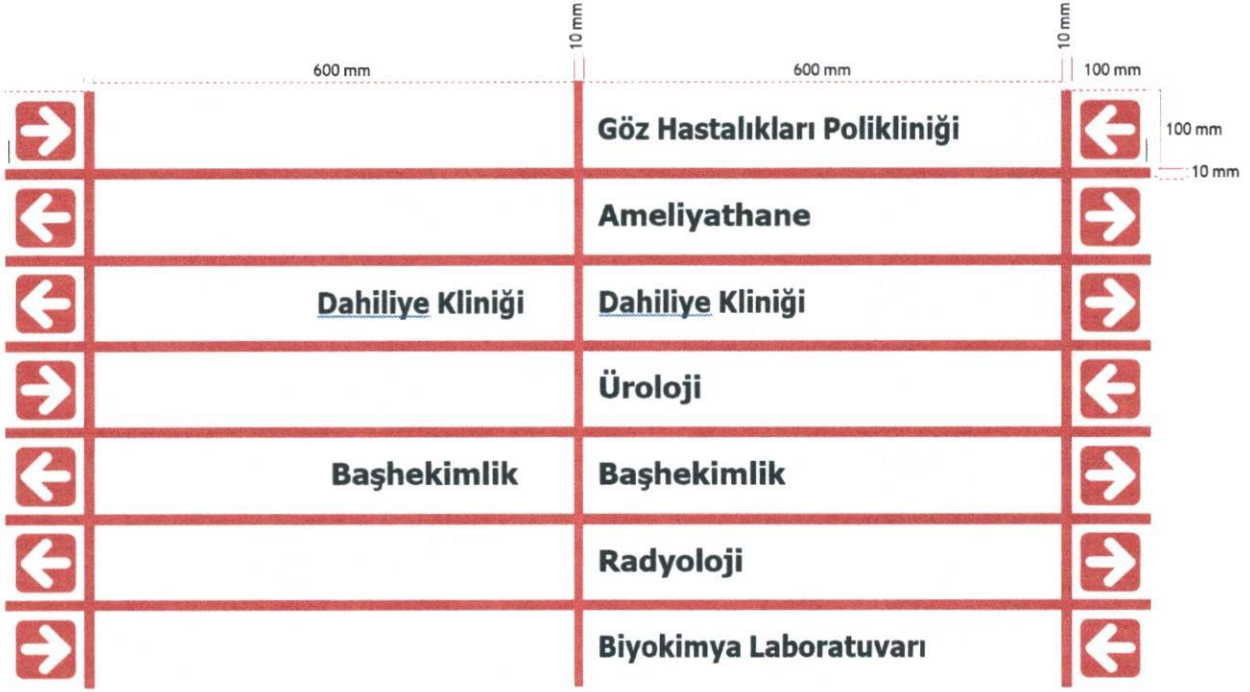 10 mm
10 mm
600 mm
600 mm
100 mm
Göz Hastalıkları Polikliniği
100 mm
10 mm
Ameliyathane
Dahiliye Kliniği
Dahiliye Kliniği
Üroloji
Başhekimlik
Başhekimlik
Radyoloji
Biyokimya Laboratuvarı